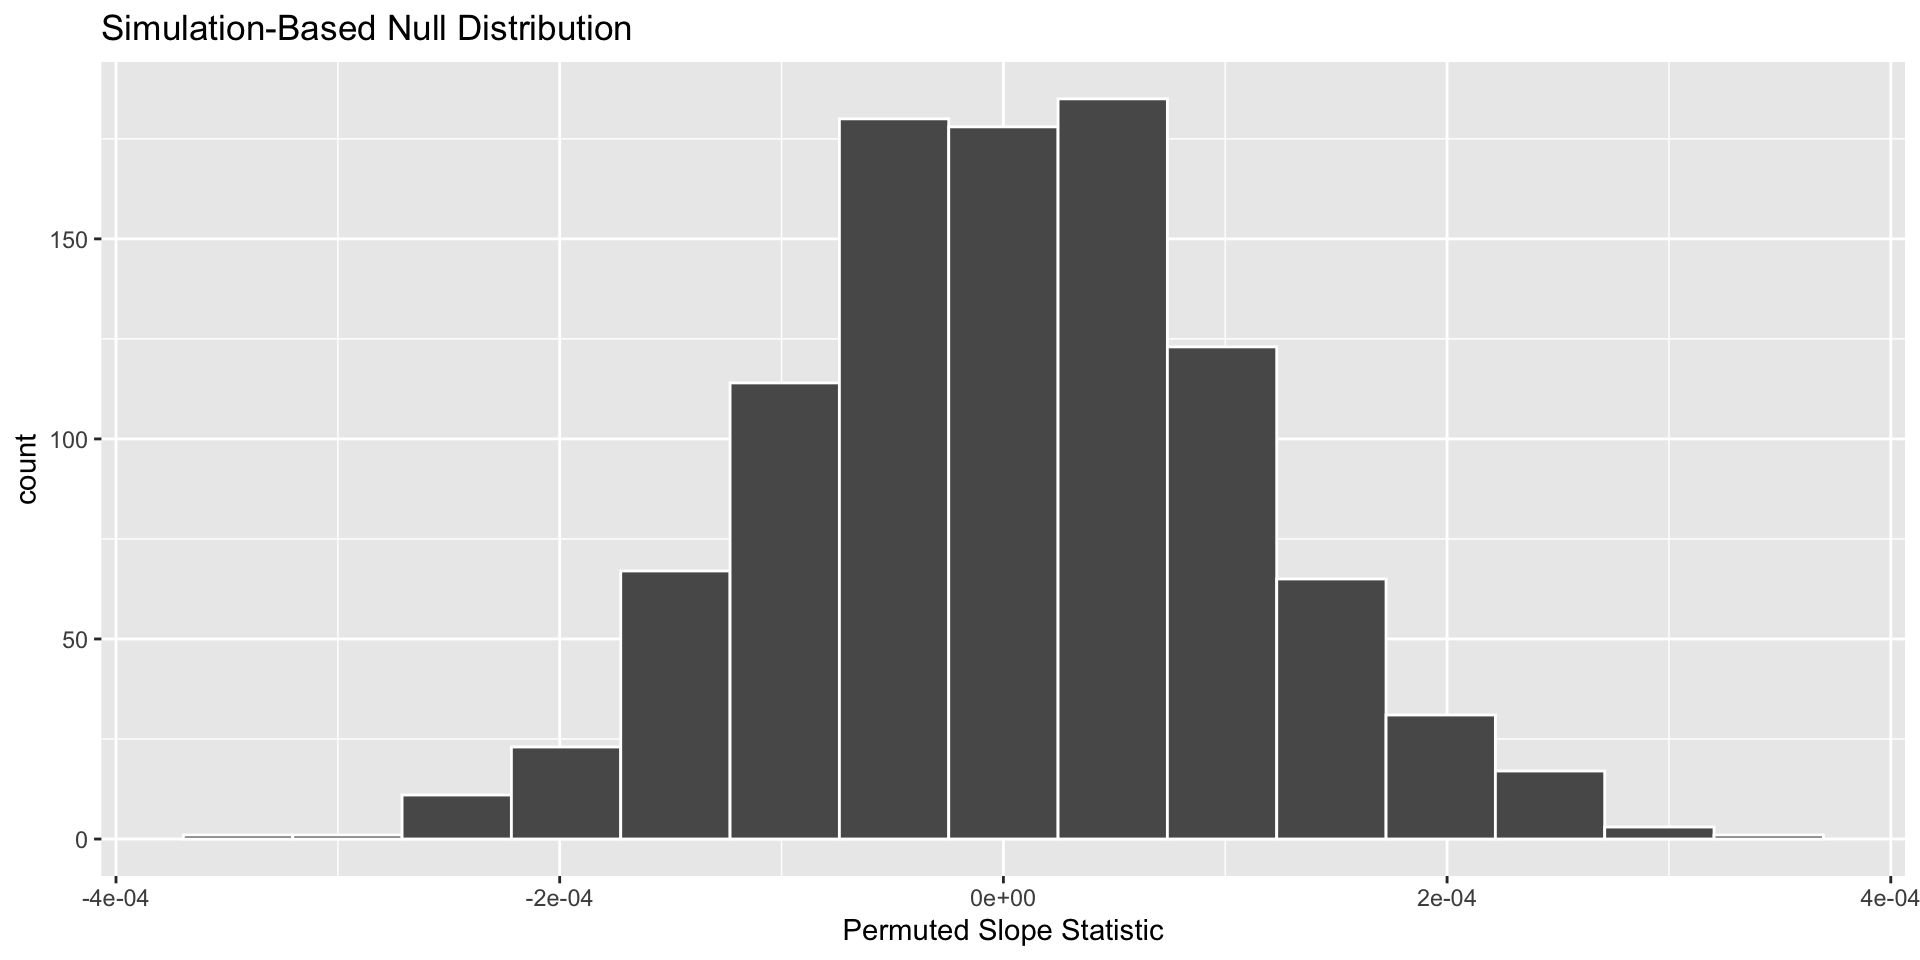 Simulation-Based Null Distribution
count
150
100
50
0
-4e-04
-2e-04
0e+00
2e-04
4e-04
Permuted Slope Statistic